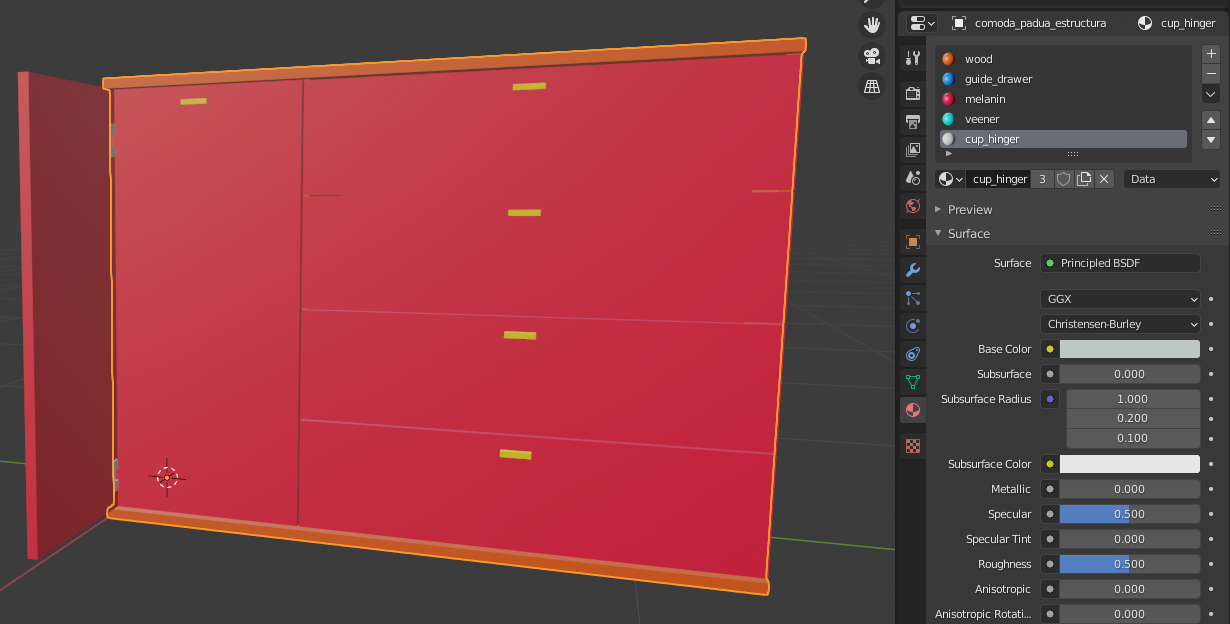 comoda_padua_estructura cup_hinger
wood
guide_drawer
melanin
veener
cup_hinger
cup_hinger 3 Data
Preview
Surface
Surface Principled BSDF
GGX
Christensen-Burley
Base Color
Subsurface 0.000
Subsurface Radius 1.000
0.200
0.100
Subsurface Color
Metallic 0.000
Specular 0.500
Specular Tint 0.000
Roughness 0.500
Anisotropic 0.000
Anisotropic Rotati... 0.000